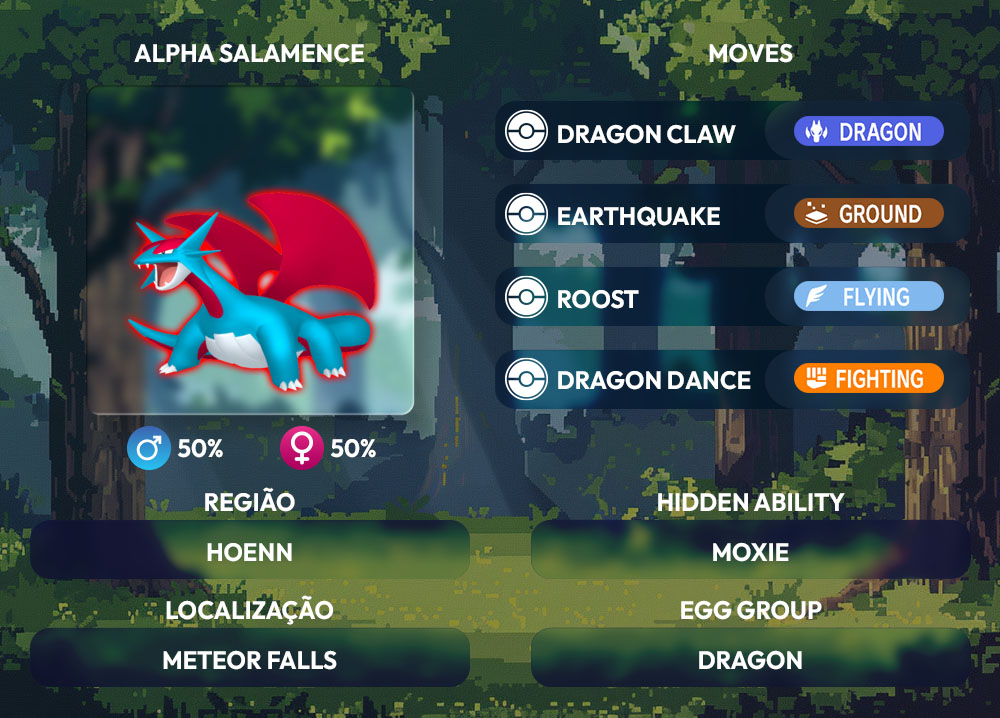 ALPHA SALAMENCE
♂ 50% ♀ 50%
REGIÃO
HOENN
LOCALIZAÇÃO
METEOR FALLS
MOVES
DRAGON CLAW DRAGON
EARTHQUAKE GROUND
ROOST FLYING
DRAGON DANCE FIGHTING
HIDDEN ABILITY
MOXIE
EGG GROUP
DRAGON